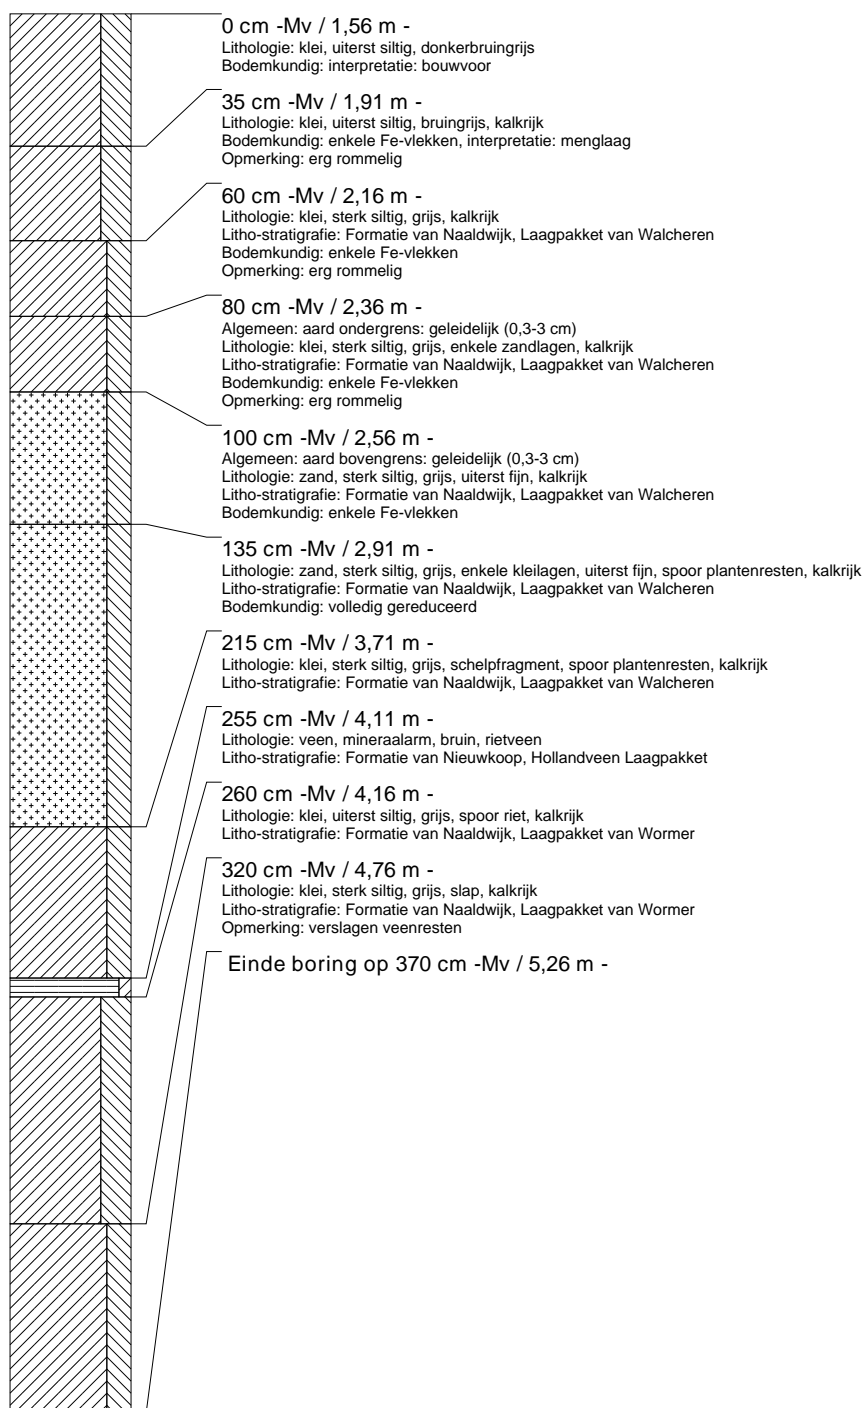 0 cm -Mv / 1,56 m -
Lithologie: klei, uiterst siltig, donkerbruingrijs
Bodemkundig: interpretatie: bouwvoor
35 cm -Mv / 1,91 m -
Lithologie: klei, uiterst siltig, bruingrijs, kalkrijk
Bodemkundig: enkele Fe-vlekken, interpretatie: menglaag
Opmerking: erg rommelig
60 cm -Mv / 2,16 m -
Lithologie: klei, sterk siltig, grijs, kalkrijk
Litho-stratigrafie: Formatie van Naaldwijk, Laagpakket van Walcheren
Bodemkundig: enkele Fe-vlekken
Opmerking: erg rommelig
80 cm -Mv / 2,36 m -
Algemeen: aard ondergrens: geleidelijk (0,3-3 cm)
Lithologie: klei, sterk siltig, grijs, enkele zandlagen, kalkrijk
Litho-stratigrafie: Formatie van Naaldwijk, Laagpakket van Walcheren
Bodemkundig: enkele Fe-vlekken
Opmerking: erg rommelig
100 cm -Mv / 2,56 m -
Algemeen: aard bovengrens: geleidelijk (0,3-3 cm)
Lithologie: zand, sterk siltig, grijs, uiterst fijn, kalkrijk
Litho-stratigrafie: Formatie van Naaldwijk, Laagpakket van Walcheren
Bodemkundig: enkele Fe-vlekken
135 cm -Mv / 2,91 m -
Lithologie: zand, sterk siltig, grijs, enkele kleilagen, uiterst fijn, spoor plantenresten, kalkrijk
Litho-stratigrafie: Formatie van Naaldwijk, Laagpakket van Walcheren
Bodemkundig: volledig gereduceerd
215 cm -Mv / 3,71 m -
Lithologie: klei, sterk siltig, grijs, schelpfragment, spoor plantenresten, kalkrijk
Litho-stratigrafie: Formatie van Naaldwijk, Laagpakket van Walcheren
255 cm -Mv / 4,11 m -
Lithologie: veen, mineraalarm, bruin, rietveen
Litho-stratigrafie: Formatie van Nieuwkoop, Hollandveen Laagpakket
260 cm -Mv / 4,16 m -
Lithologie: klei, uiterst siltig, grijs, spoor riet, kalkrijk
Litho-stratigrafie: Formatie van Naaldwijk, Laagpakket van Wormer
320 cm -Mv / 4,76 m -
Lithologie: klei, sterk siltig, grijs, slap, kalkrijk
Litho-stratigrafie: Formatie van Naaldwijk, Laagpakket van Wormer
Opmerking: verslagen veenresten
Einde boring op 370 cm -Mv / 5,26 m -